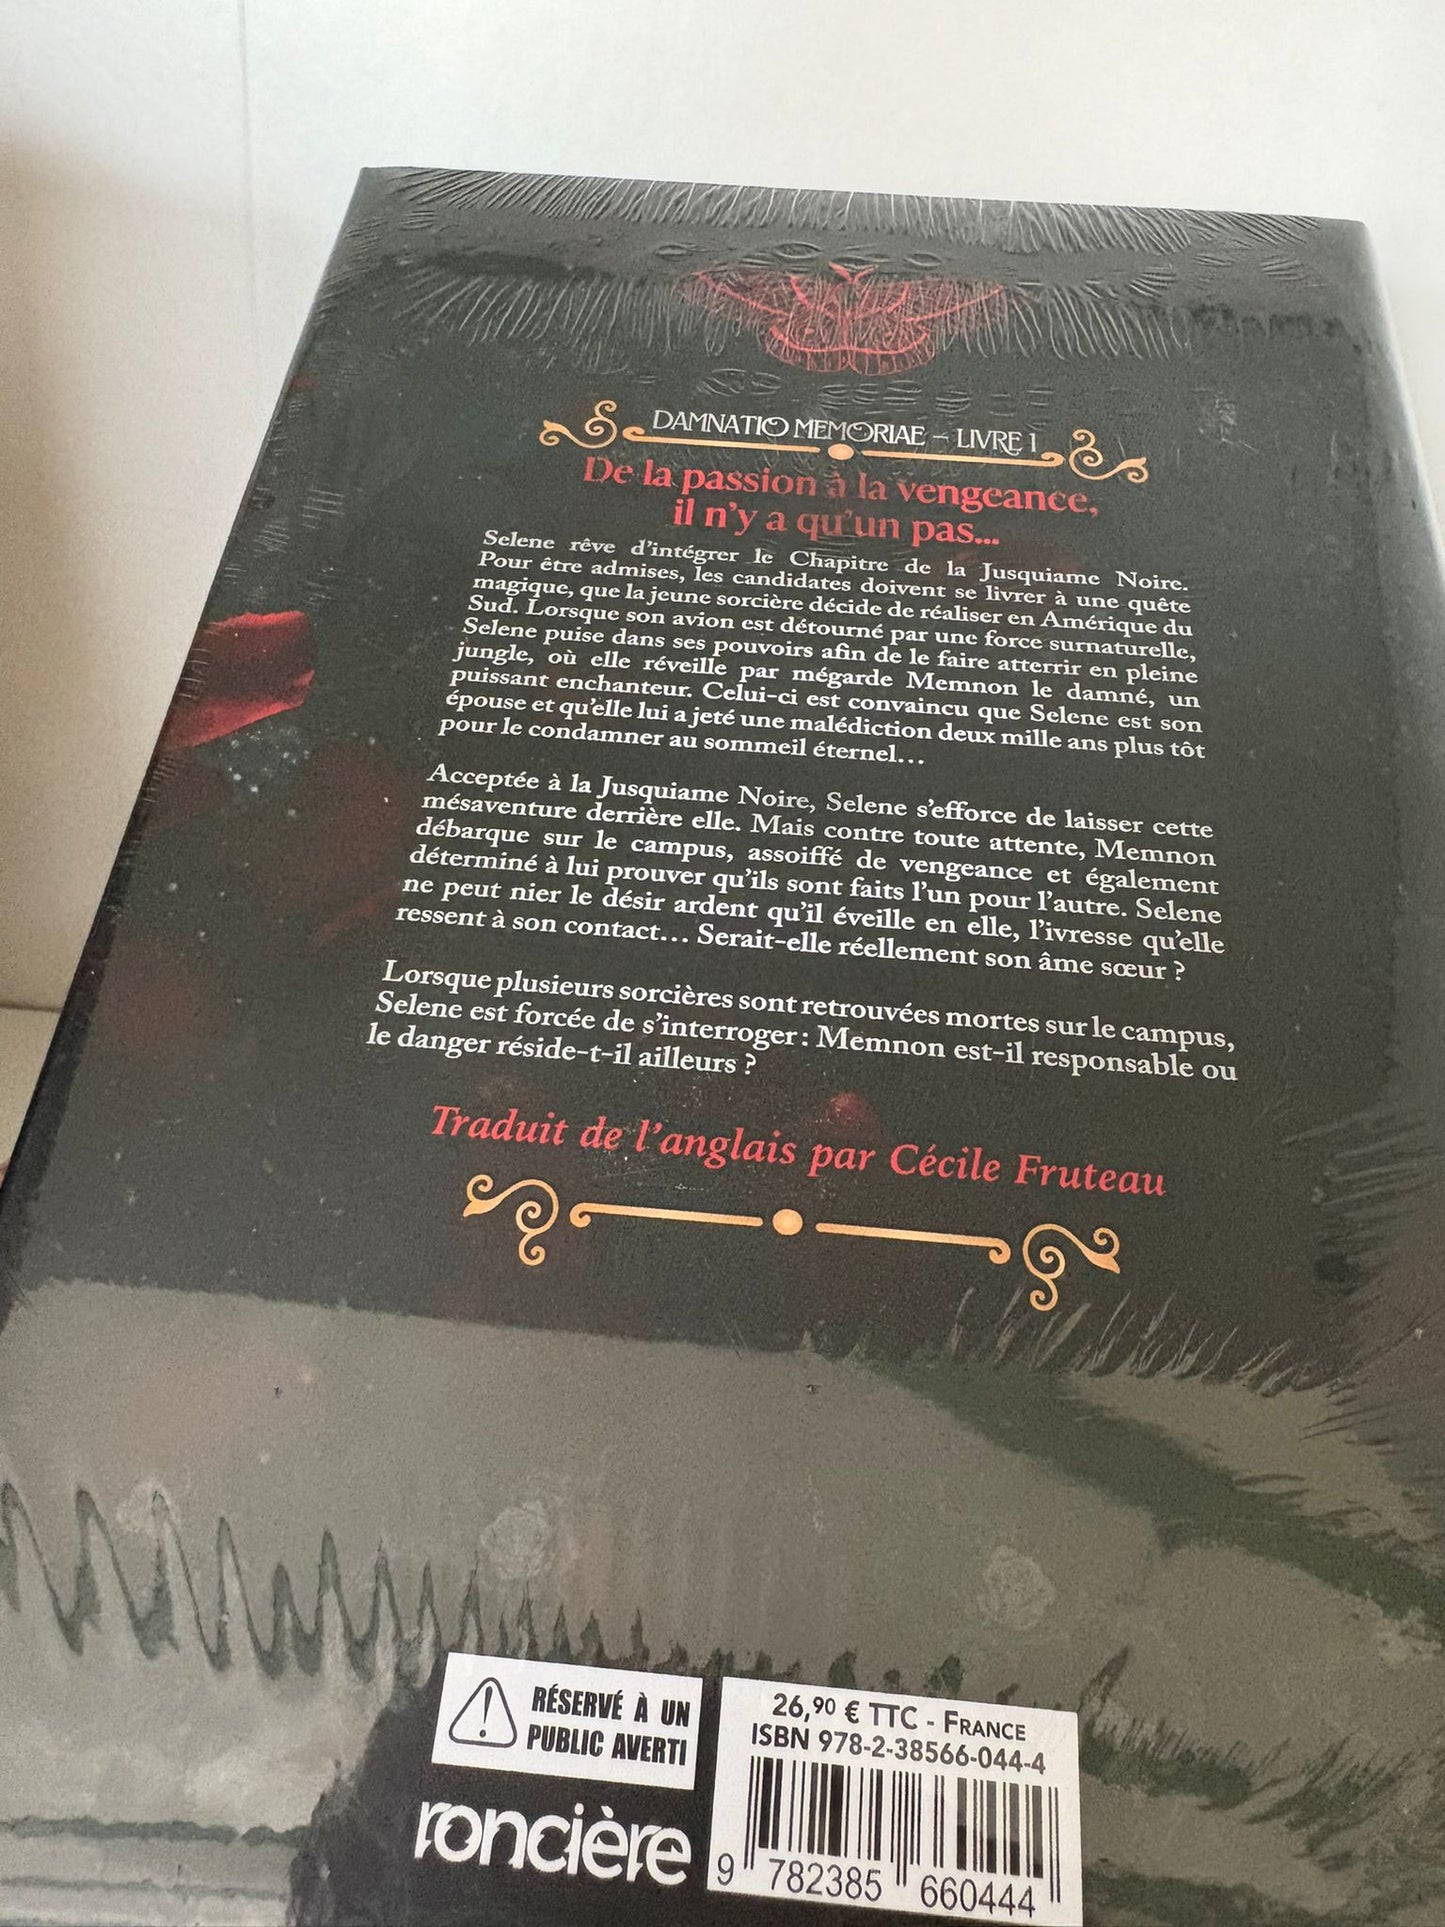 DAMNATIO MEMORIAE – LIVRE 1
De la passion à la vengeance,
il n'y a qu'un pas...
Selene rêve d'intégrer le Chapitre de la Jusquiame Noire.
Pour être admises, les candidates doivent se livrer à une quête
magique, que la jeune sorcière décide de réaliser en Amérique du
Sud. Lorsque son avion est détourné par une force surnaturelle,
Selene puise dans ses pouvoirs afin de le faire atterrir en pleine
jungle, où elle réveille par mégarde Memnon le damné, un
puissant enchanteur. Celui-ci est convaincu que Selene est son
épouse et qu'elle lui a jeté une malédiction deux mille ans plus tôt
pour le condamner au sommeil éternel...
Acceptée à la Jusquiame Noire, Selene s'efforce de laisser cette
mésaventure derrière elle. Mais contre toute attente, Memnon
débarque sur le campus, assoiffé de vengeance et également
déterminé à lui prouver qu'ils sont faits l'un pour l'autre. Selene
ne peut nier le désir ardent qu'il éveille en elle, l'ivresse qu'elle
ressent à son contact... Serait-elle réellement son âme sœur ?
Lorsque plusieurs sorcières sont retrouvées mortes sur le campus,
Selene est forcée de s'interroger : Memnon est-il responsable ou
le danger réside-t-il ailleurs ?
Traduit de l'anglais par Cécile Fruteau
RÉSERVÉ À UN
PUBLIC AVERTI
roncière
26,90 € TTC - FRANCE
ISBN 978-2-38566-044-4
9 782385 660444